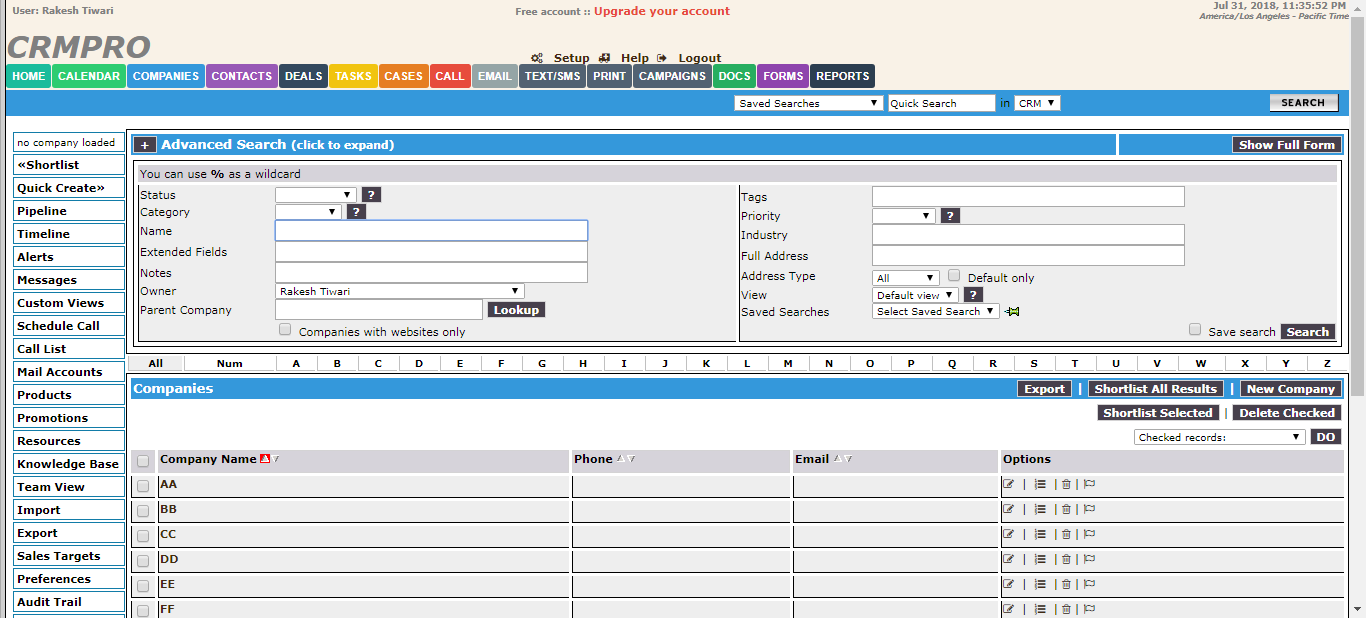 User: Rakesh Tiwari
Free account :: Upgrade your account
Jul 31, 2018, 11:35:52 PM
America/Los Angeles - Pacific Time
CRMPRO
Setup Help Logout
HOME CALENDAR COMPANIES CONTACTS DEALS TASKS CASES CALL EMAIL TEXT/SMS PRINT CAMPAIGNS DOCS FORMS REPORTS
Saved Searches Quick Search in CRM SEARCH
no company loaded
«Shortlist
Quick Create»
Pipeline
Timeline
Alerts
Messages
Custom Views
Schedule Call
Call List
Mail Accounts
Products
Promotions
Resources
Knowledge Base
Team View
Import
Export
Sales Targets
Preferences
Audit Trail
+ Advanced Search (click to expand) Show Full Form
You can use % as a wildcard
Status ?
Category ?
Name
Extended Fields
Notes
Owner Rakesh Tiwari
Parent Company Lookup
Companies with websites only
Tags
Priority ?
Industry
Full Address
Address Type All Default only
View Default view ?
Saved Searches Select Saved Search
Save search Search
All Num A B C D E F G H I J K L M N O P Q R S T U V W X Y Z
Companies Export | Shortlist All Results | New Company
Shortlist Selected | Delete Checked
Checked records: DO
Company Name Phone Email Options
AA | | |
BB | | |
CC | | |
DD | | |
EE | | |
FF | | |